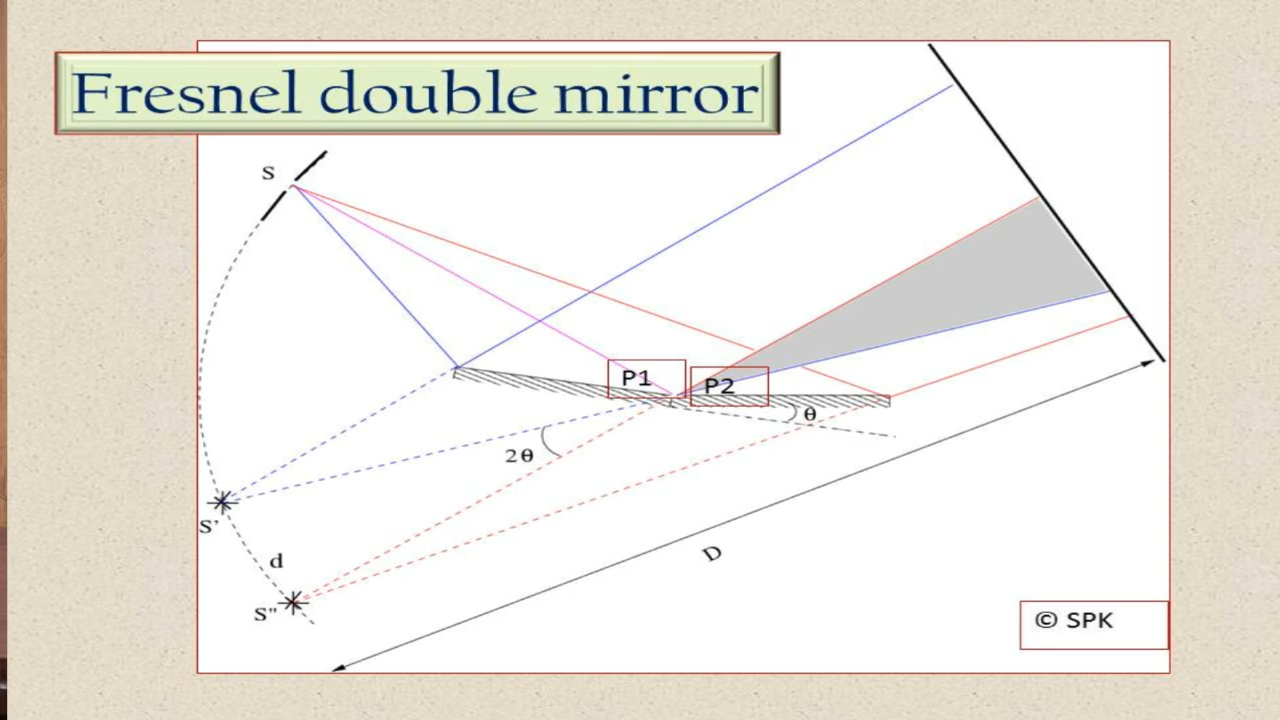 Fresnel double mirror
S
P1
P2
θ
2θ
S'
d
D
S"
© SPK